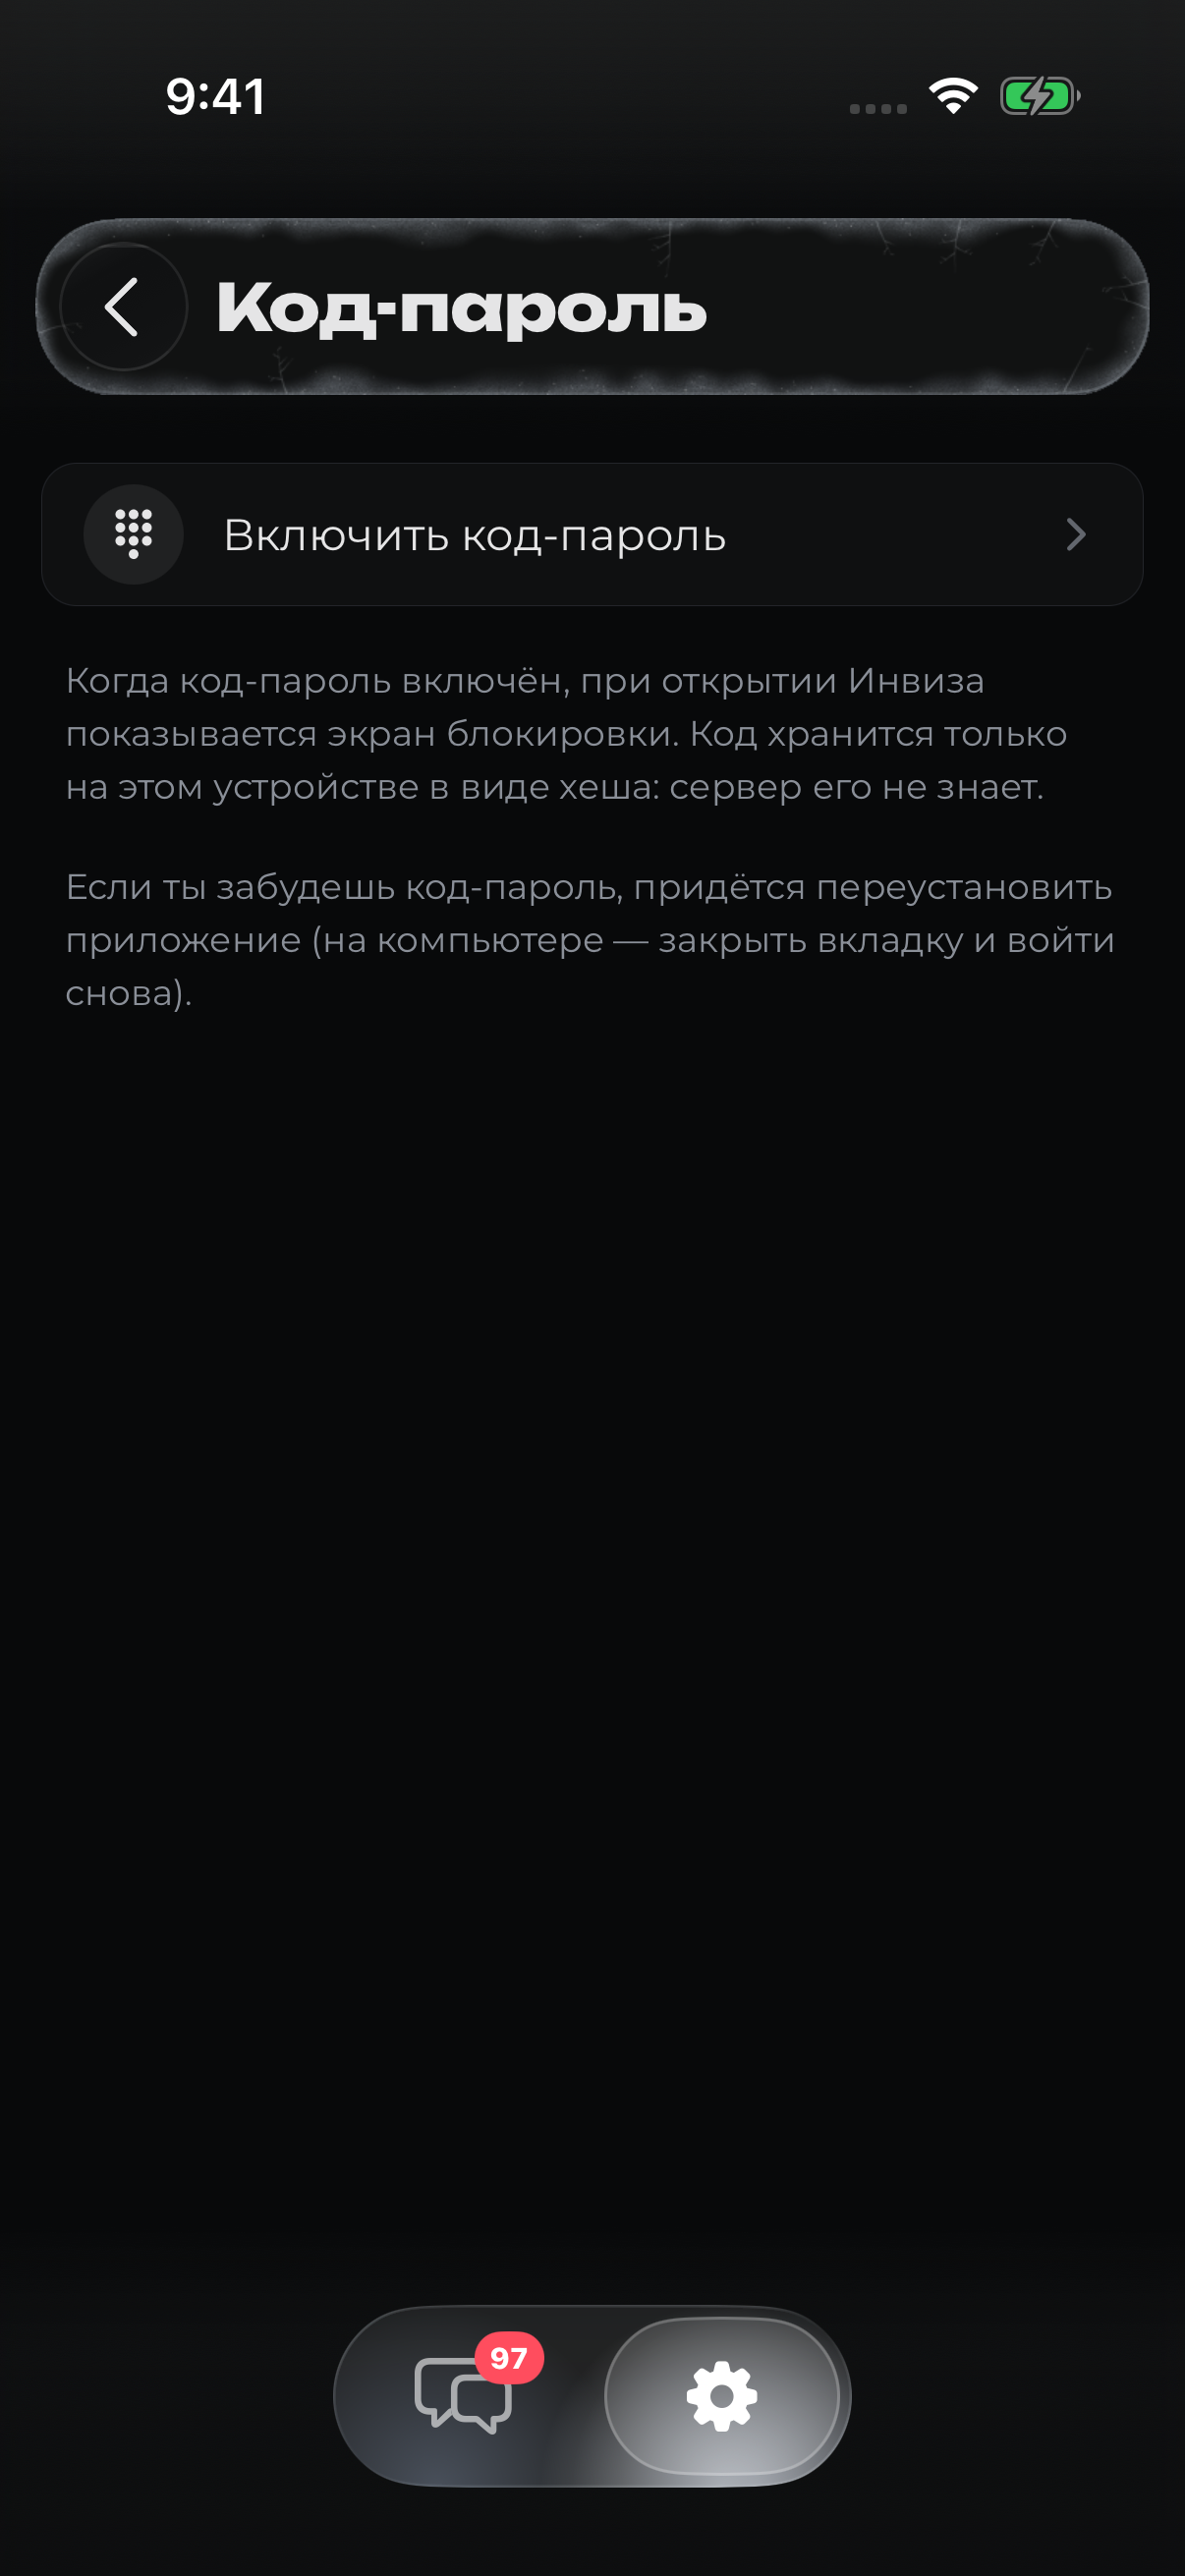 9:41
Код-пароль
Включить код-пароль
Когда код-пароль включён, при открытии Инвиза
показывается экран блокировки. Код хранится только
на этом устройстве в виде хеша: сервер его не знает.
Если ты забудешь код-пароль, придётся переустановить
приложение (на компьютере — закрыть вкладку и войти
снова).
97